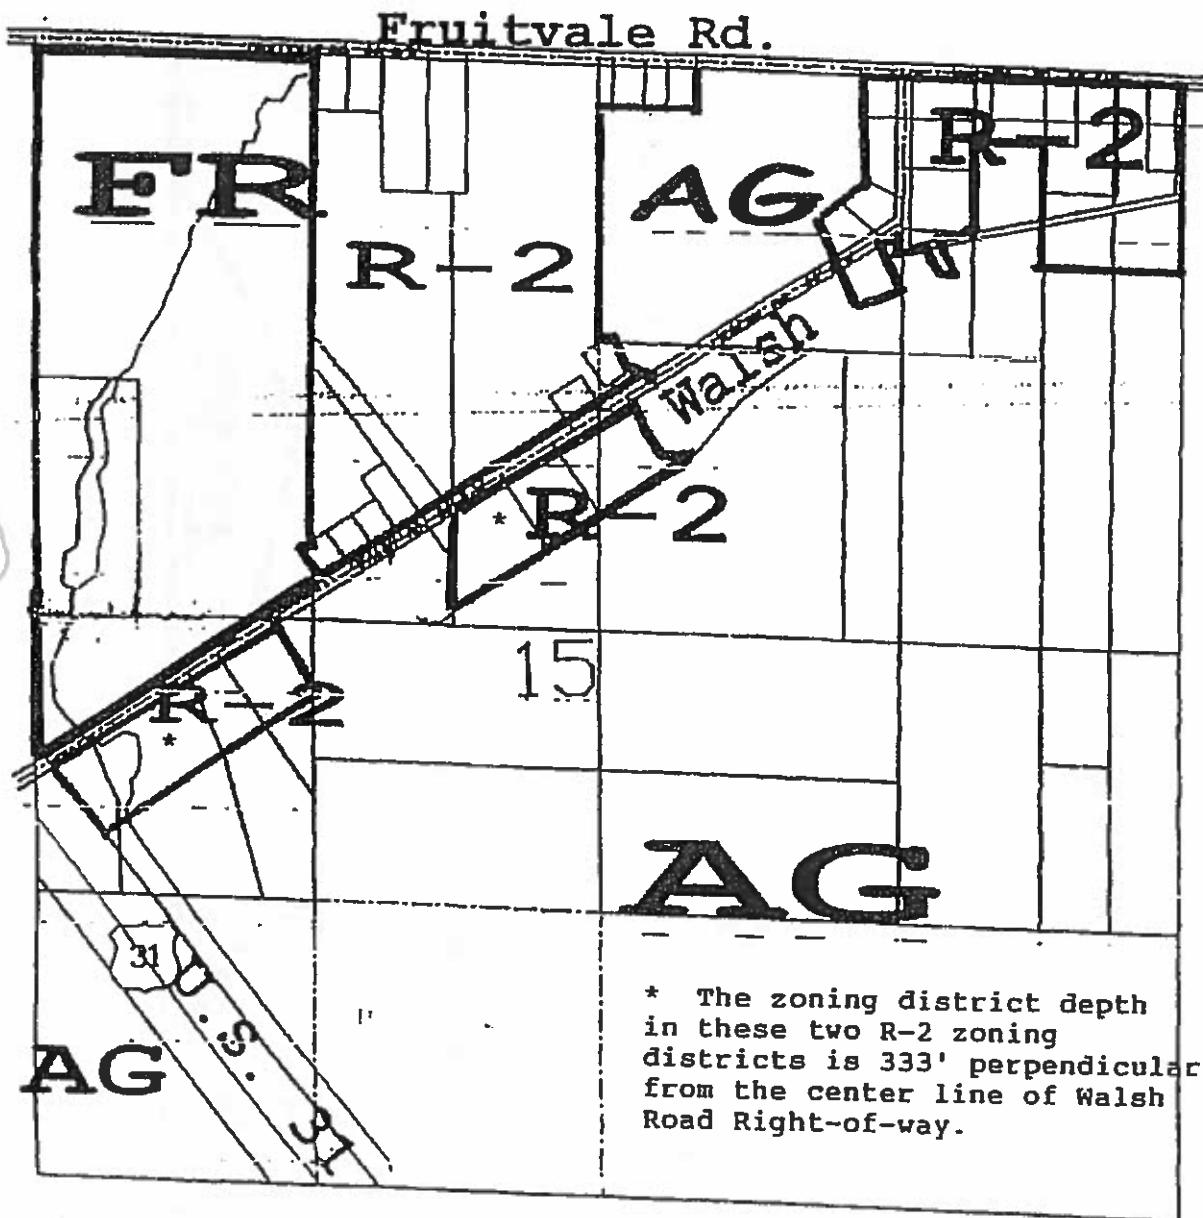 Fruitvale Rd.
FR
R-2
AG
R-2
Walsh
R-2
*
15
R-2
*
AG
31
U.S. 31
AG
* The zoning district depth
in these two R-2 zoning
districts is 333' perpendicular
from the center line of Walsh
Road Right-of-way.